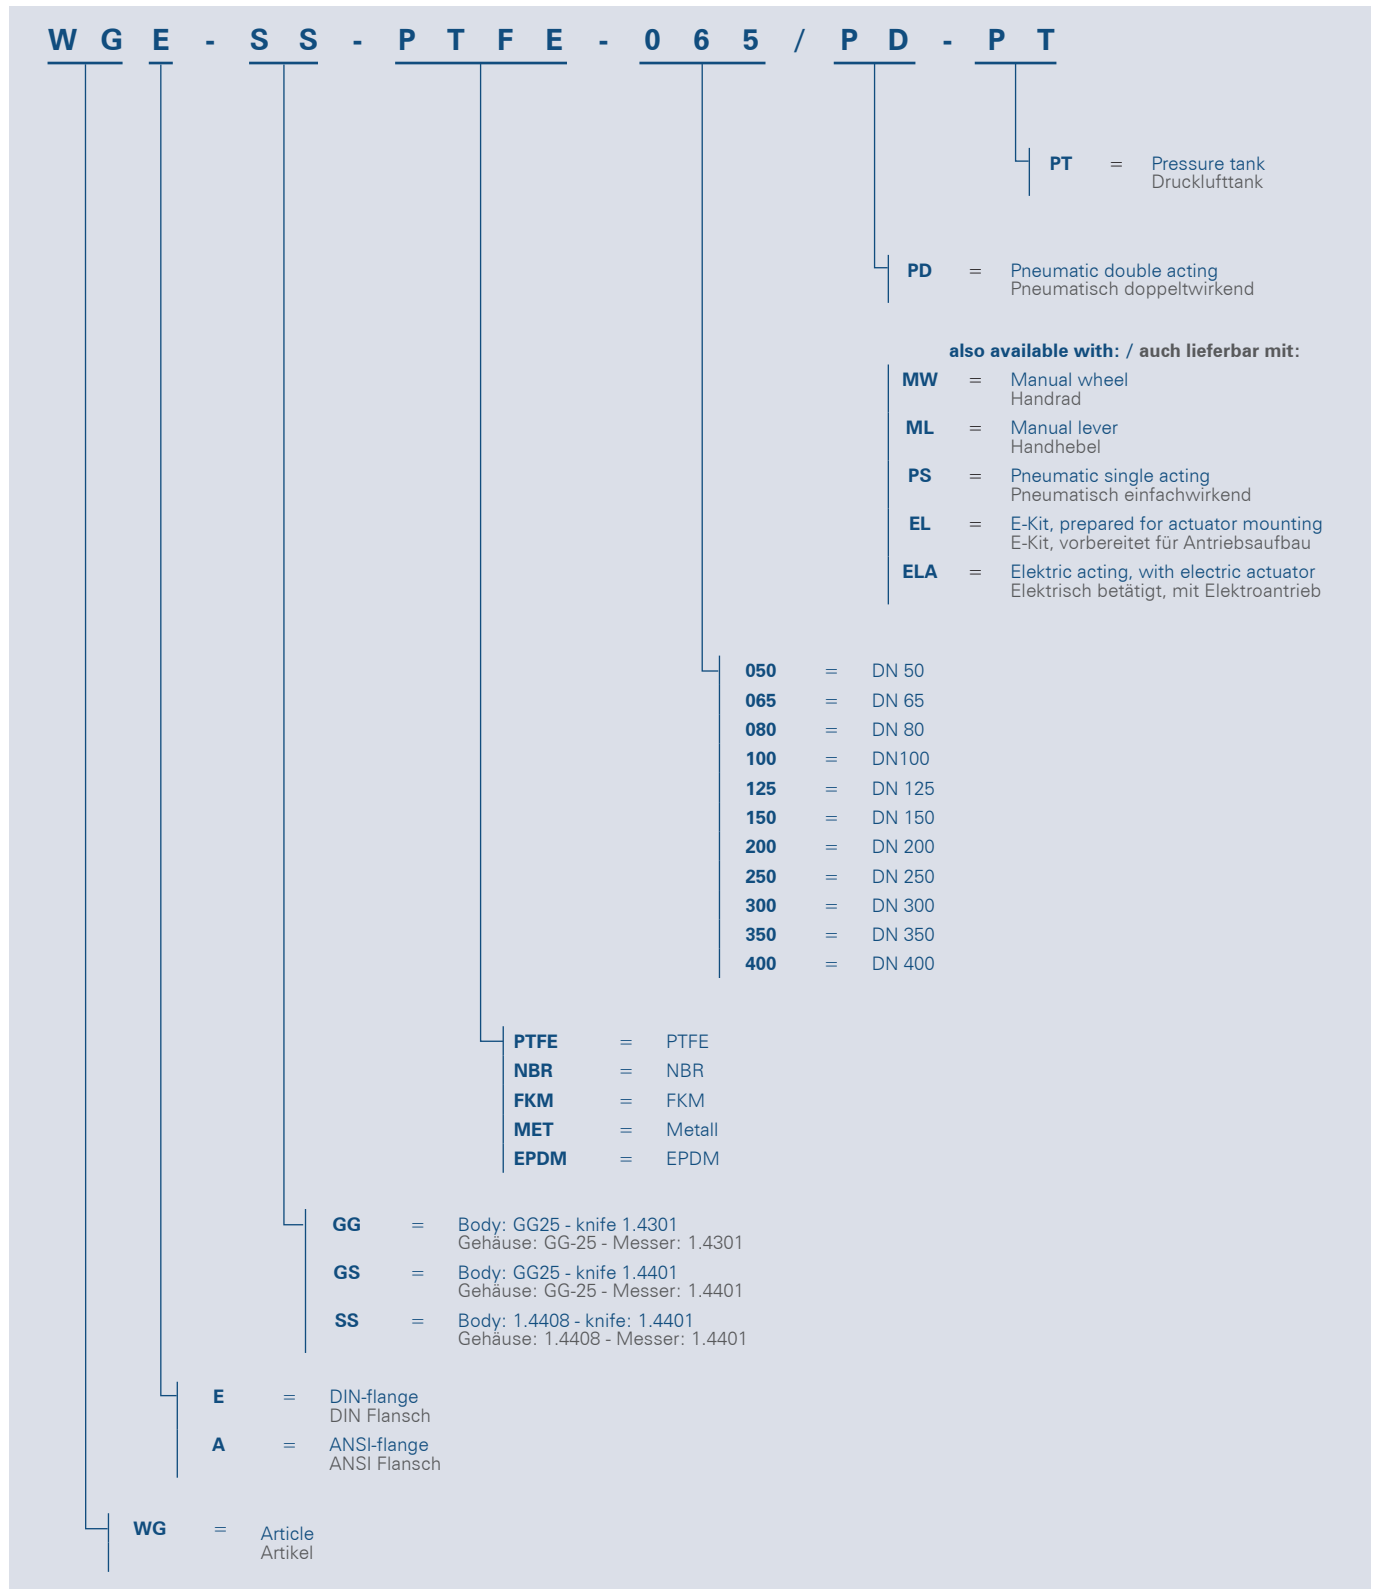 WGE-SS-PTFE-065/PD-PT
PT = Pressure tank
Drucklufttank
PD = Pneumatic double acting
Pneumatisch doppeltwirkend
also available with: / auch lieferbar mit:
MW = Manual wheel
Handrad
ML = Manual lever
Handhebel
PS = Pneumatic single acting
Pneumatisch einfachwirkend
EL = E-Kit, prepared for actuator mounting
E-Kit, vorbereitet für Antriebsaufbau
ELA = Elektric acting, with electric actuator
Elektrisch betätigt, mit Elektroantrieb
050 = DN 50
065 = DN 65
080 = DN 80
100 = DN100
125 = DN 125
150 = DN 150
200 = DN 200
250 = DN 250
300 = DN 300
350 = DN 350
400 = DN 400
PTFE = PTFE
NBR = NBR
FKM = FKM
MET = Metall
EPDM = EPDM
GG = Body: GG25 - knife 1.4301
Gehäuse: GG-25 - Messer: 1.4301
GS = Body: GG25 - knife 1.4401
Gehäuse: GG-25 - Messer: 1.4401
SS = Body: 1.4408 - knife: 1.4401
Gehäuse: 1.4408 - Messer: 1.4401
E = DIN-flange
DIN Flansch
A = ANSI-flange
ANSI Flansch
WG = Article
Artikel